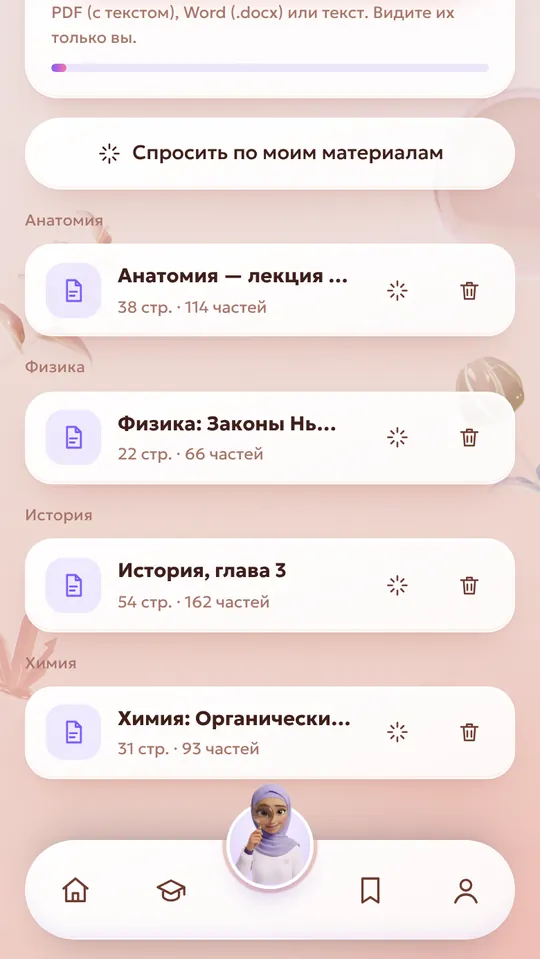 PDF (с текстом), Word (.docx) или текст. Видите их
только вы.
Спросить по моим материалам
Анатомия
Анатомия — лекция ...
38 стр. · 114 частей
Физика
Физика: Законы Нь...
22 стр. · 66 частей
История
История, глава 3
54 стр. · 162 частей
Химия
Химия: Органически...
31 стр. · 93 частей